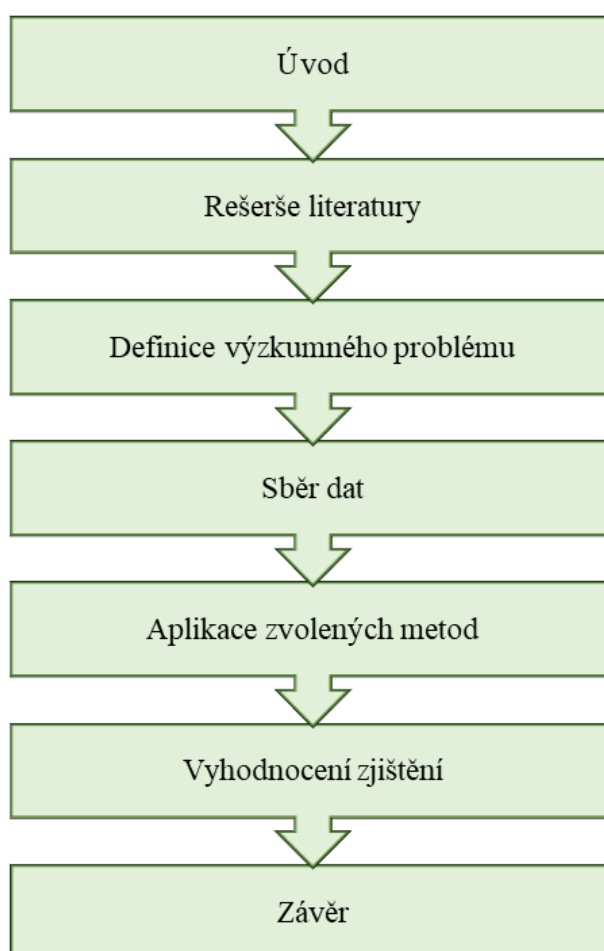 Úvod
Rešerše literatury
Definice výzkumného problému
Sběr dat
Aplikace zvolených metod
Vyhodnocení zjištění
Závěr